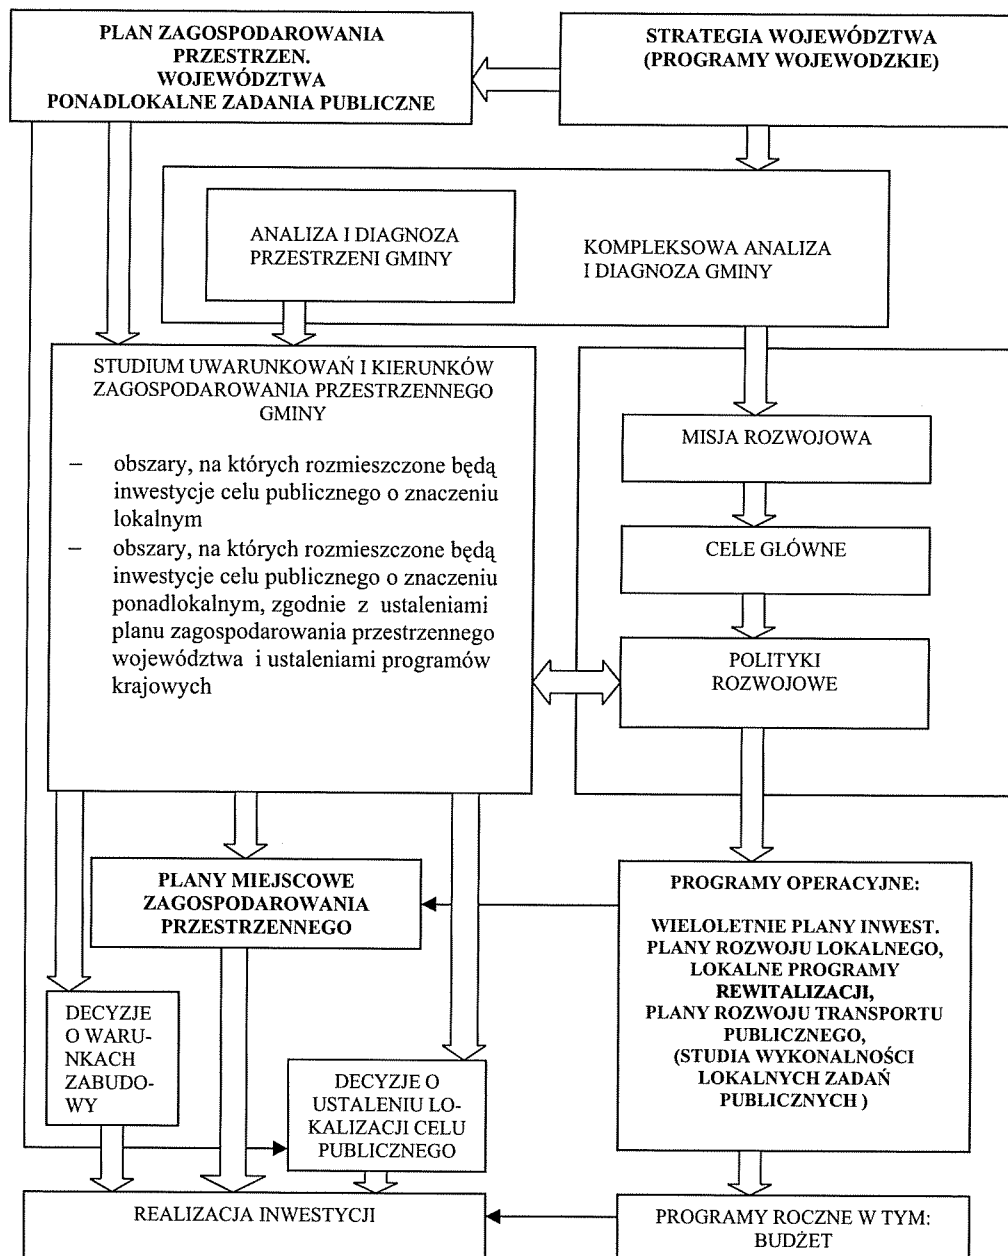 PLAN ZAGOSPODAROWANIA
PRZESTRZEN.
WOJEWÓDZTWA
PONADLOKALNE ZADANIA PUBLICZNE
STRATEGIA WOJEWÓDZTWA
(PROGRAMY WOJEWODZKIE)
ANALIZA I DIAGNOZA
PRZESTRZENI GMINY
KOMPLEKSOWA ANALIZA
I DIAGNOZA GMINY
STUDIUM UWARUNKOWAŃ I KIERUNKÓW
ZAGOSPODAROWANIA PRZESTRZENNEGO
GMINY
– obszary, na których rozmieszczone będą
inwestycje celu publicznego o znaczeniu
lokalnym
– obszary, na których rozmieszczone będą
inwestycje celu publicznego o znaczeniu
ponadlokalnym, zgodnie z ustaleniami
planu zagospodarowania przestrzennego
województwa i ustaleniami programów
krajowych
MISJA ROZWOJOWA
CELE GŁÓWNE
POLITYKI
ROZWOJOWE
PLANY MIEJSCOWE
ZAGOSPODAROWANIA
PRZESTRZENNEGO
PROGRAMY OPERACYJNE:
WIELOLETNIE PLANY INWEST.
PLANY ROZWOJU LOKALNEGO,
LOKALNE PROGRAMY
REWITALIZACJI,
PLANY ROZWOJU TRANSPORTU
PUBLICZNEGO,
(STUDIA WYKONALNOŚCI
LOKALNYCH ZADAŃ
PUBLICZNYCH )
DECYZJE
O WARU-
NKACH
ZABUDO-
WY
DECYZJE O
USTALENIU LO-
KALIZACJI CELU
PUBLICZNEGO
REALIZACJA INWESTYCJI
PROGRAMY ROCZNE W TYM:
BUDŻET